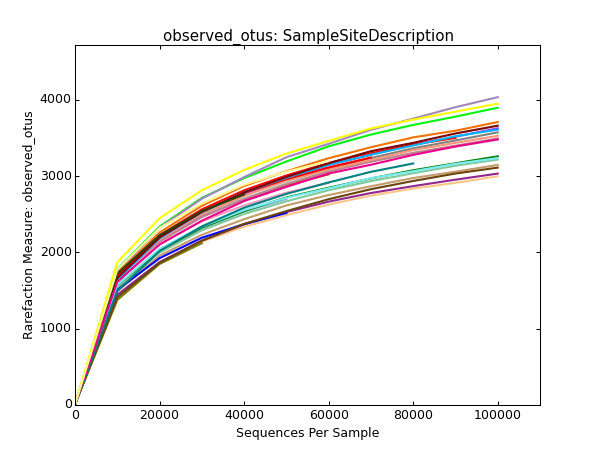 observed_otus: SampleSiteDescription
Rarefaction Measure: observed_otus
4000
3000
2000
1000
0
0 20000 40000 60000 80000 100000
Sequences Per Sample